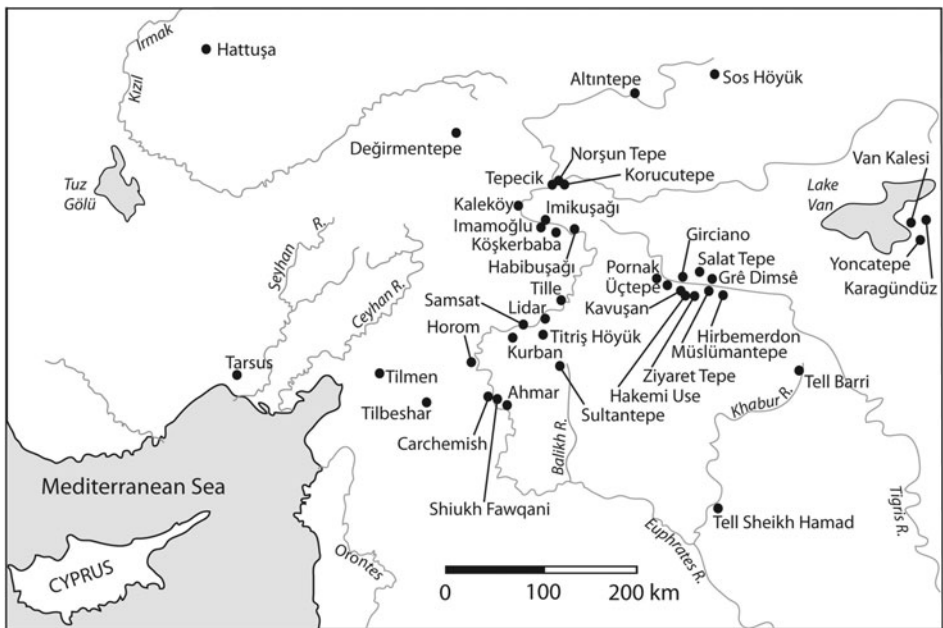 Irmak
Hattuşa
Kızıl
Altıntepe
Sos Höyük
Değirmentepe
Norşun Tepe
Van Kalesi
Tepecik
Korucutepe
Tuz
Gölü
Lake
Van
Kaleköy
Imikuşağı
Imamoğlu
Köşkerbaba
Girciano
Seyhan R.
Habibuşağı
Pornak
Salat Tepe
Yoncatepe
Üçtepe
Grê Dimsê
Karagündüz
Ceyhan R.
Tille
Samsat
Lidar
Kavuşan
Horom
Titriş Höyük
Hirbemerdon
Kurban
Müslümantepe
Tarsus
Tilmen
Ziyaret Tepe
Tell Barri
Ahmar
Hakemi Use
Khabur R.
Tilbeshar
Sultantepe
Carchemish
Balikh R.
Mediterranean Sea
Shiukh Fawqani
Tigris R.
Tell Sheikh Hamad
Euphrates R.
Orontes
CYPRUS
0 100 200 km